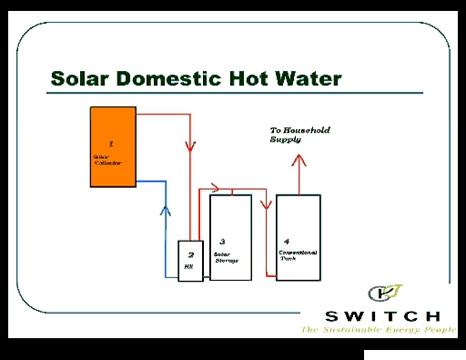 Solar Domestic Hot Water
1
Solar
Collector
To Household
Supply
2
HX
3
Solar
Storage
4
Conventional
Tank
SWITCH
The Sustainable Energy People